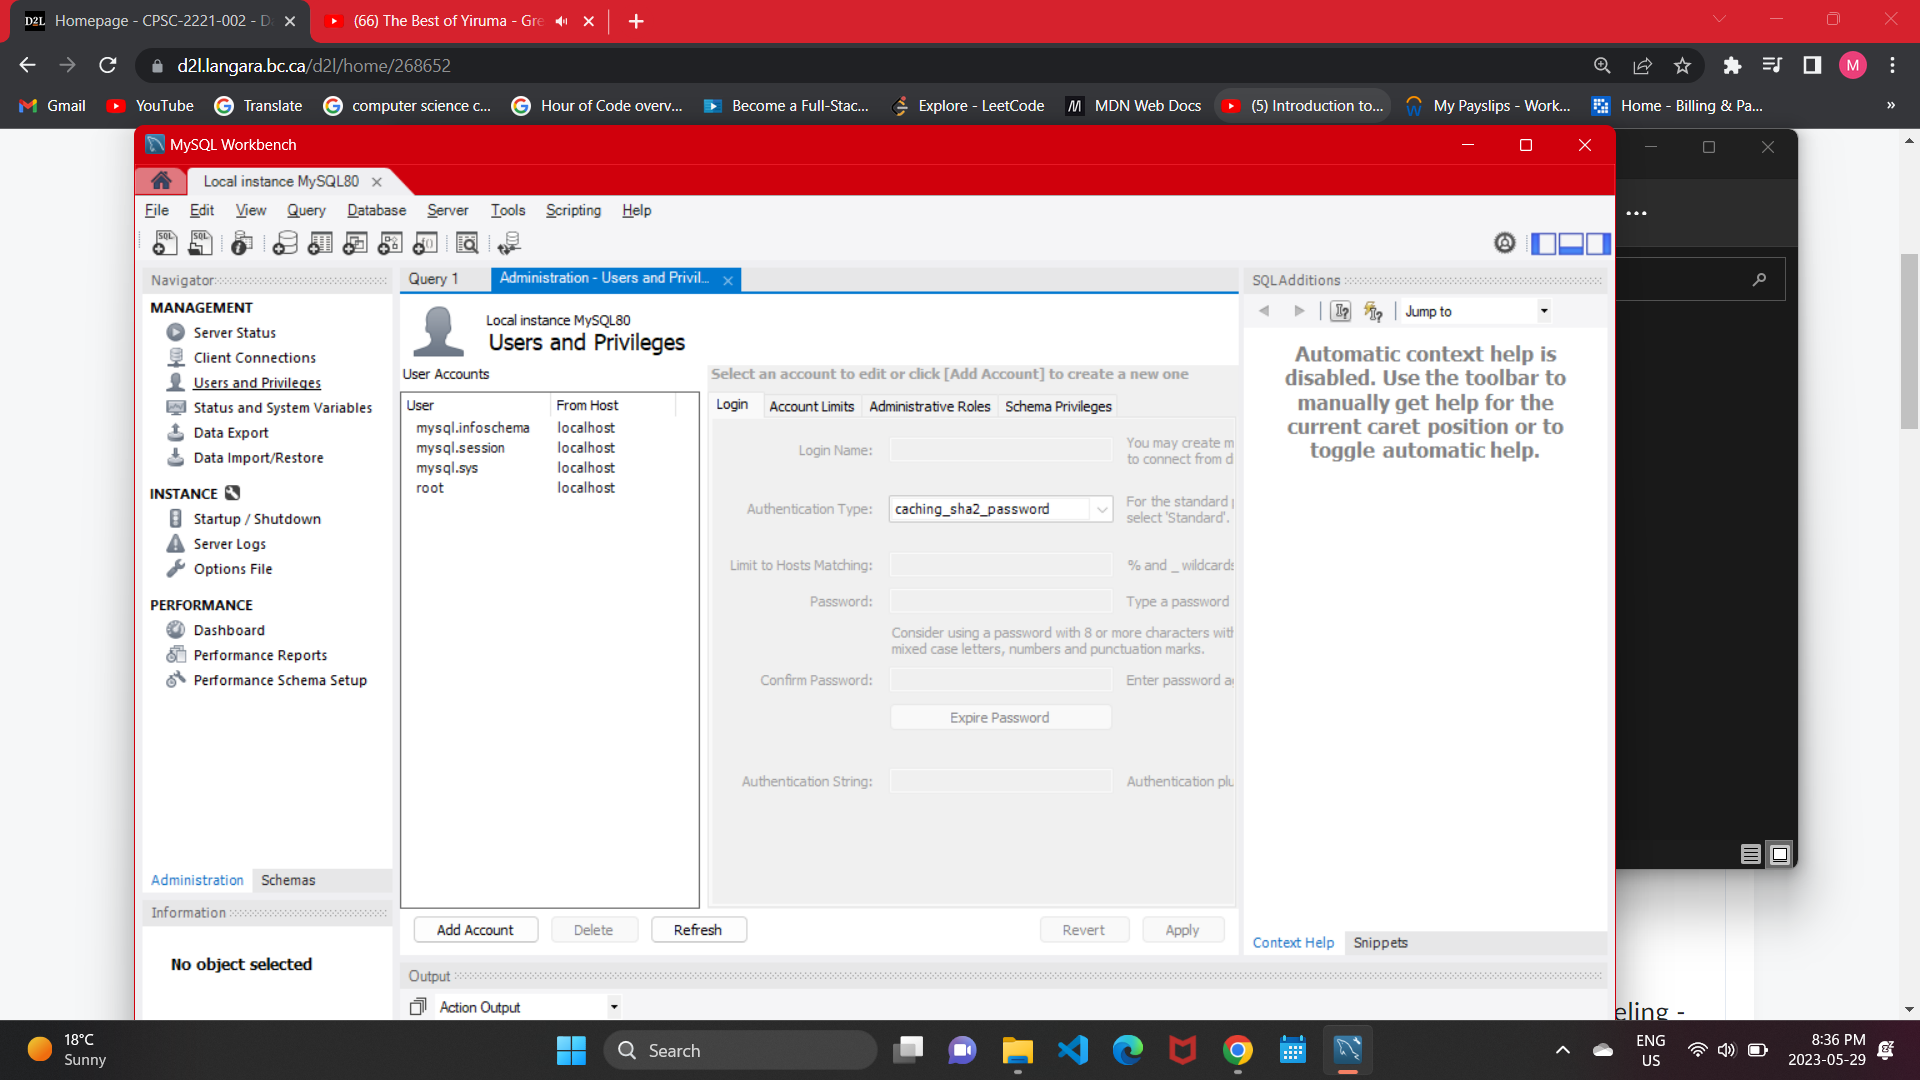 D2L Homepage - CPSC-2221-002 - D
(66) The Best of Yiruma - Gre
d2l.langara.bc.ca/d2l/home/268652
M
Gmail
YouTube
Translate
computer science c...
Hour of Code overv...
Become a Full-Stac...
Explore - LeetCode
MDN Web Docs
(5) Introduction to...
My Payslips - Work...
Home - Billing & Pa...
»
MySQL Workbench
Local instance MySQL80
File Edit View Query Database Server Tools Scripting Help
Navigator
MANAGEMENT
Server Status
Client Connections
Users and Privileges
Status and System Variables
Data Export
Data Import/Restore
INSTANCE
Startup / Shutdown
Server Logs
Options File
PERFORMANCE
Dashboard
Performance Reports
Performance Schema Setup
Administration Schemas
Information
No object selected
Query 1
Administration - Users and Privil...
Local instance MySQL80
Users and Privileges
User Accounts
User From Host
mysql.infoschema localhost
mysql.session localhost
mysql.sys localhost
root localhost
Add Account
Delete
Refresh
Select an account to edit or click [Add Account] to create a new one
Login Account Limits Administrative Roles Schema Privileges
Login Name:
You may create m
to connect from d
Authentication Type: caching_sha2_password
For the standard p
select 'Standard'.
Limit to Hosts Matching: % and _ wildcards
Password: Type a password
Consider using a password with 8 or more characters with
mixed case letters, numbers and punctuation marks.
Confirm Password: Enter password ag
Expire Password
Authentication String: Authentication plu
Revert
Apply
Output
Action Output
SQLAdditions
Jump to
Automatic context help is
disabled. Use the toolbar to
manually get help for the
current caret position or to
toggle automatic help.
Context Help Snippets
eling -
18°C
Sunny
Search
ENG
US
8:36 PM
2023-05-29